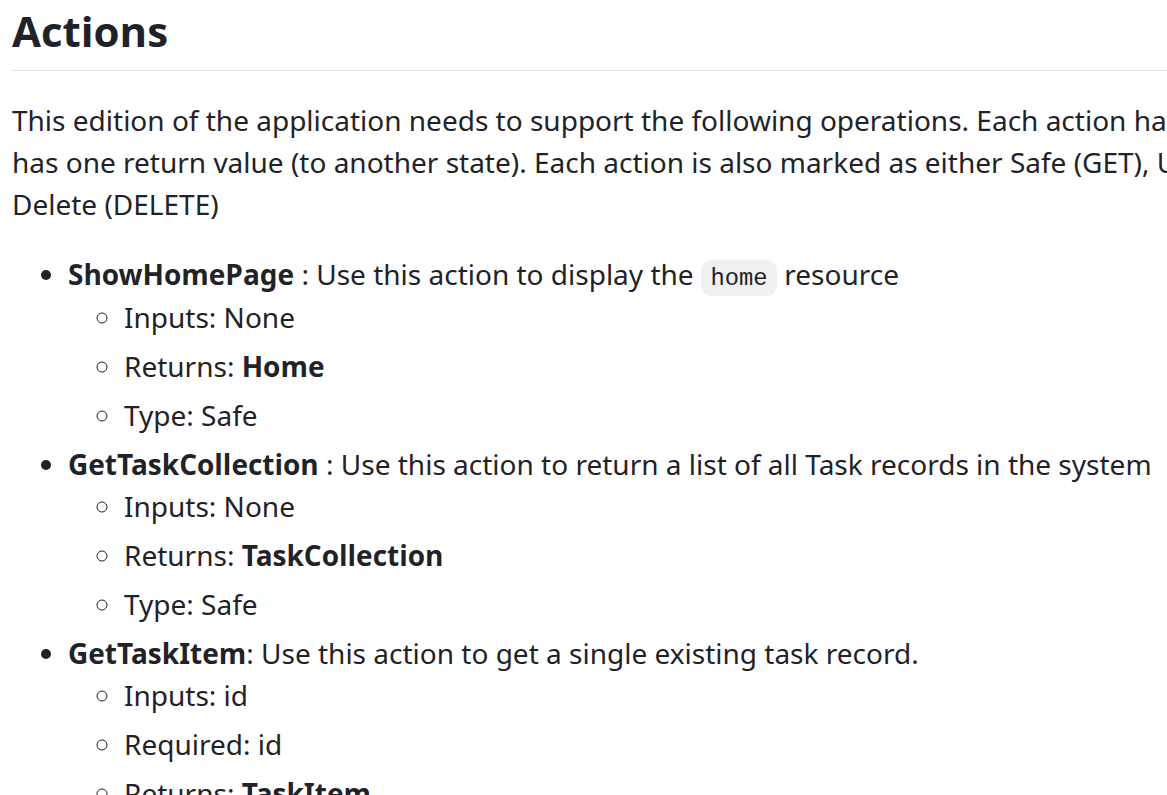 Actions
This edition of the application needs to support the following operations. Each action
has one return value (to another state). Each action is also marked as either Safe (GET),
Delete (DELETE)
ShowHomePage : Use this action to display the home resource
Inputs: None
Returns: Home
Type: Safe
GetTaskCollection : Use this action to return a list of all Task records in the system
Inputs: None
Returns: TaskCollection
Type: Safe
GetTaskItem: Use this action to get a single existing task record.
Inputs: id
Required: id
Returns: TaskItem